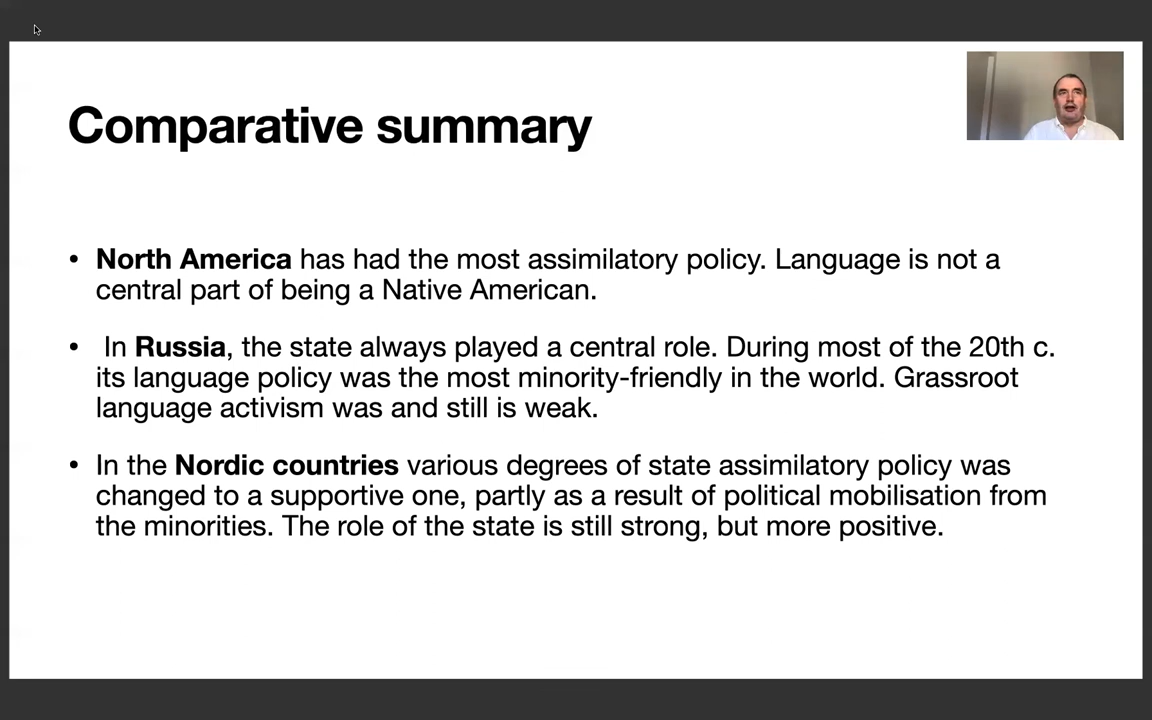 Comparative summary
• North America has had the most assimilatory policy. Language is not a
central part of being a Native American.
• In Russia, the state always played a central role. During most of the 20th c.
its language policy was the most minority-friendly in the world. Grassroot
language activism was and still is weak.
• In the Nordic countries various degrees of state assimilatory policy was
changed to a supportive one, partly as a result of political mobilisation from
the minorities. The role of the state is still strong, but more positive.